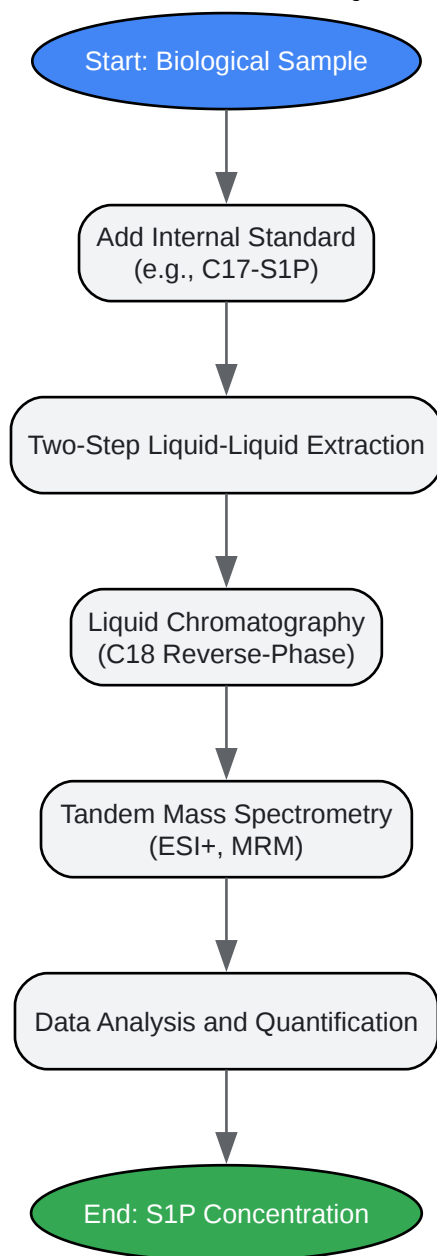 Start: Biological Sample
Add Internal Standard
(e.g., C17-S1P)
Two-Step Liquid-Liquid Extraction
Liquid Chromatography
(C18 Reverse-Phase)
Tandem Mass Spectrometry
(ESI+, MRM)
Data Analysis and Quantification
End: S1P Concentration